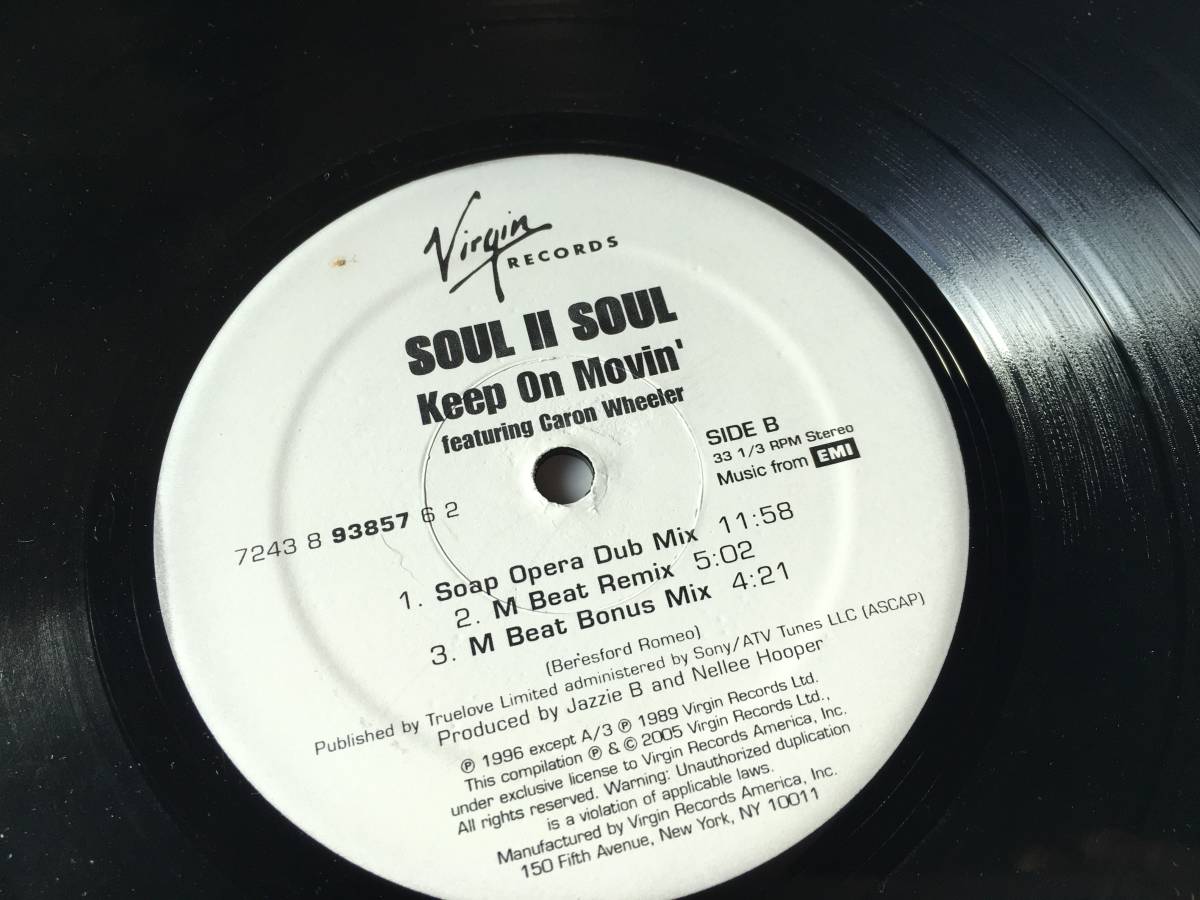 Virgin
RECORDS
SOUL II SOUL
Keep On Movin'
featuring Caron Wheeler
SIDE B
33 1/3 RPM Stereo
Music from EMI
7243 8 93857 6 2
1. Soap Opera Dub Mix 11:58
2. M Beat Remix 5:02
3. M Beat Bonus Mix 4:21
(Beresford Romeo)
Published by Truelove Limited administered by Sony/ATV Tunes LLC (ASCAP)
Produced by Jazzie B and Nellee Hooper
℗ 1996 except A/3 ℗ 1989 Virgin Records Ltd.
This compilation ℗ & © 2005 Virgin Records Ltd.,
under exclusive license to Virgin Records America, Inc.
All rights reserved. Warning: Unauthorized duplication
is a violation of applicable laws.
Manufactured by Virgin Records America, Inc.
150 Fifth Avenue, New York, NY 10011